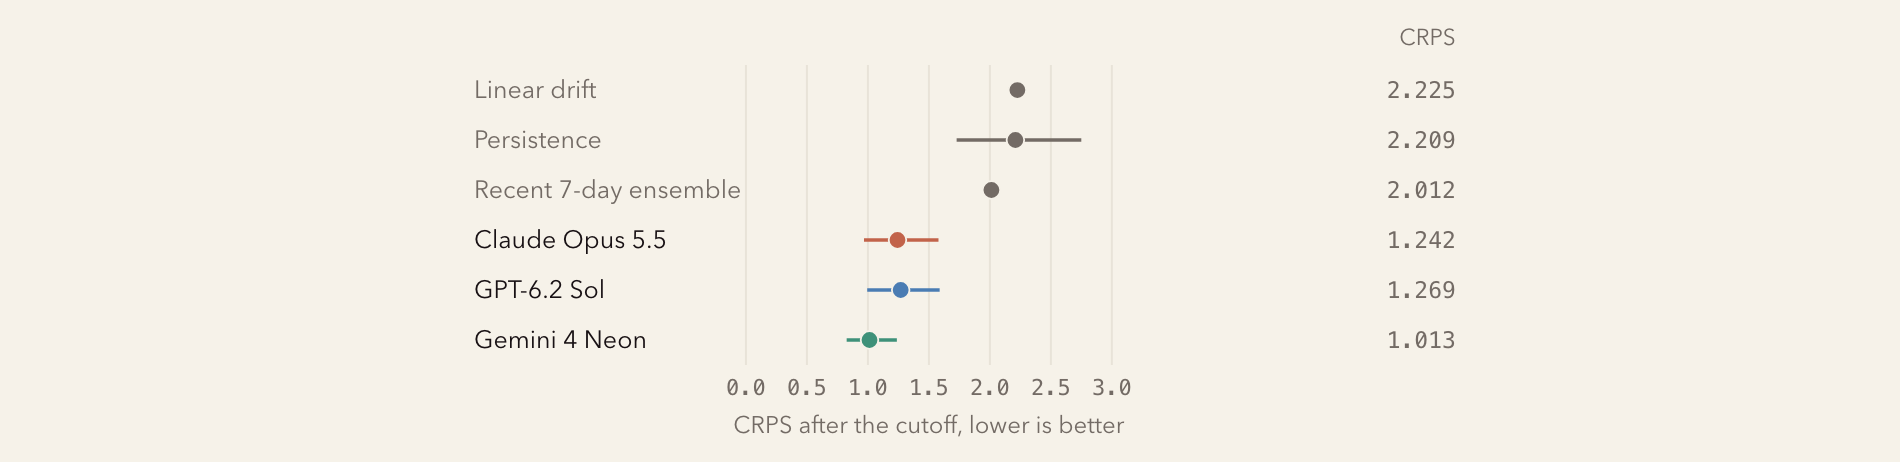 CRPS
Linear drift 2.225
Persistence 2.209
Recent 7-day ensemble 2.012
Claude Opus 5.5 1.242
GPT-6.2 Sol 1.269
Gemini 4 Neon 1.013
0.0 0.5 1.0 1.5 2.0 2.5 3.0
CRPS after the cutoff, lower is better